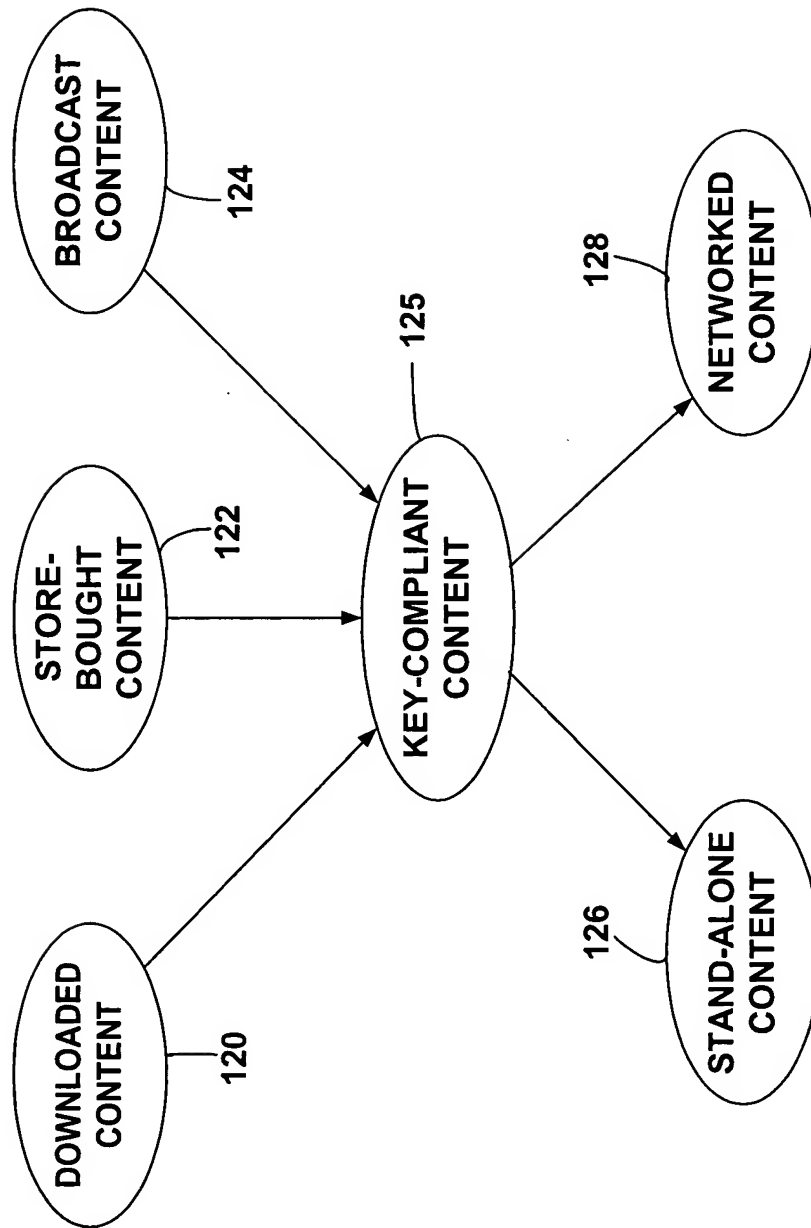 DOWNLOADED
CONTENT
120
STORE-
BOUGHT
CONTENT
122
BROADCAST
CONTENT
124
KEY-COMPLIANT
CONTENT
125
STAND-ALONE
CONTENT
126
NETWORKED
CONTENT
128